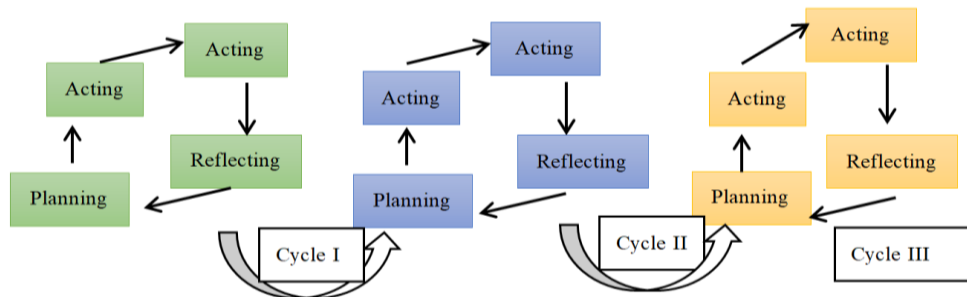 Acting
Acting
Reflecting
Planning
Cycle I
Acting
Acting
Reflecting
Planning
Cycle II
Acting
Acting
Reflecting
Planning
Cycle III